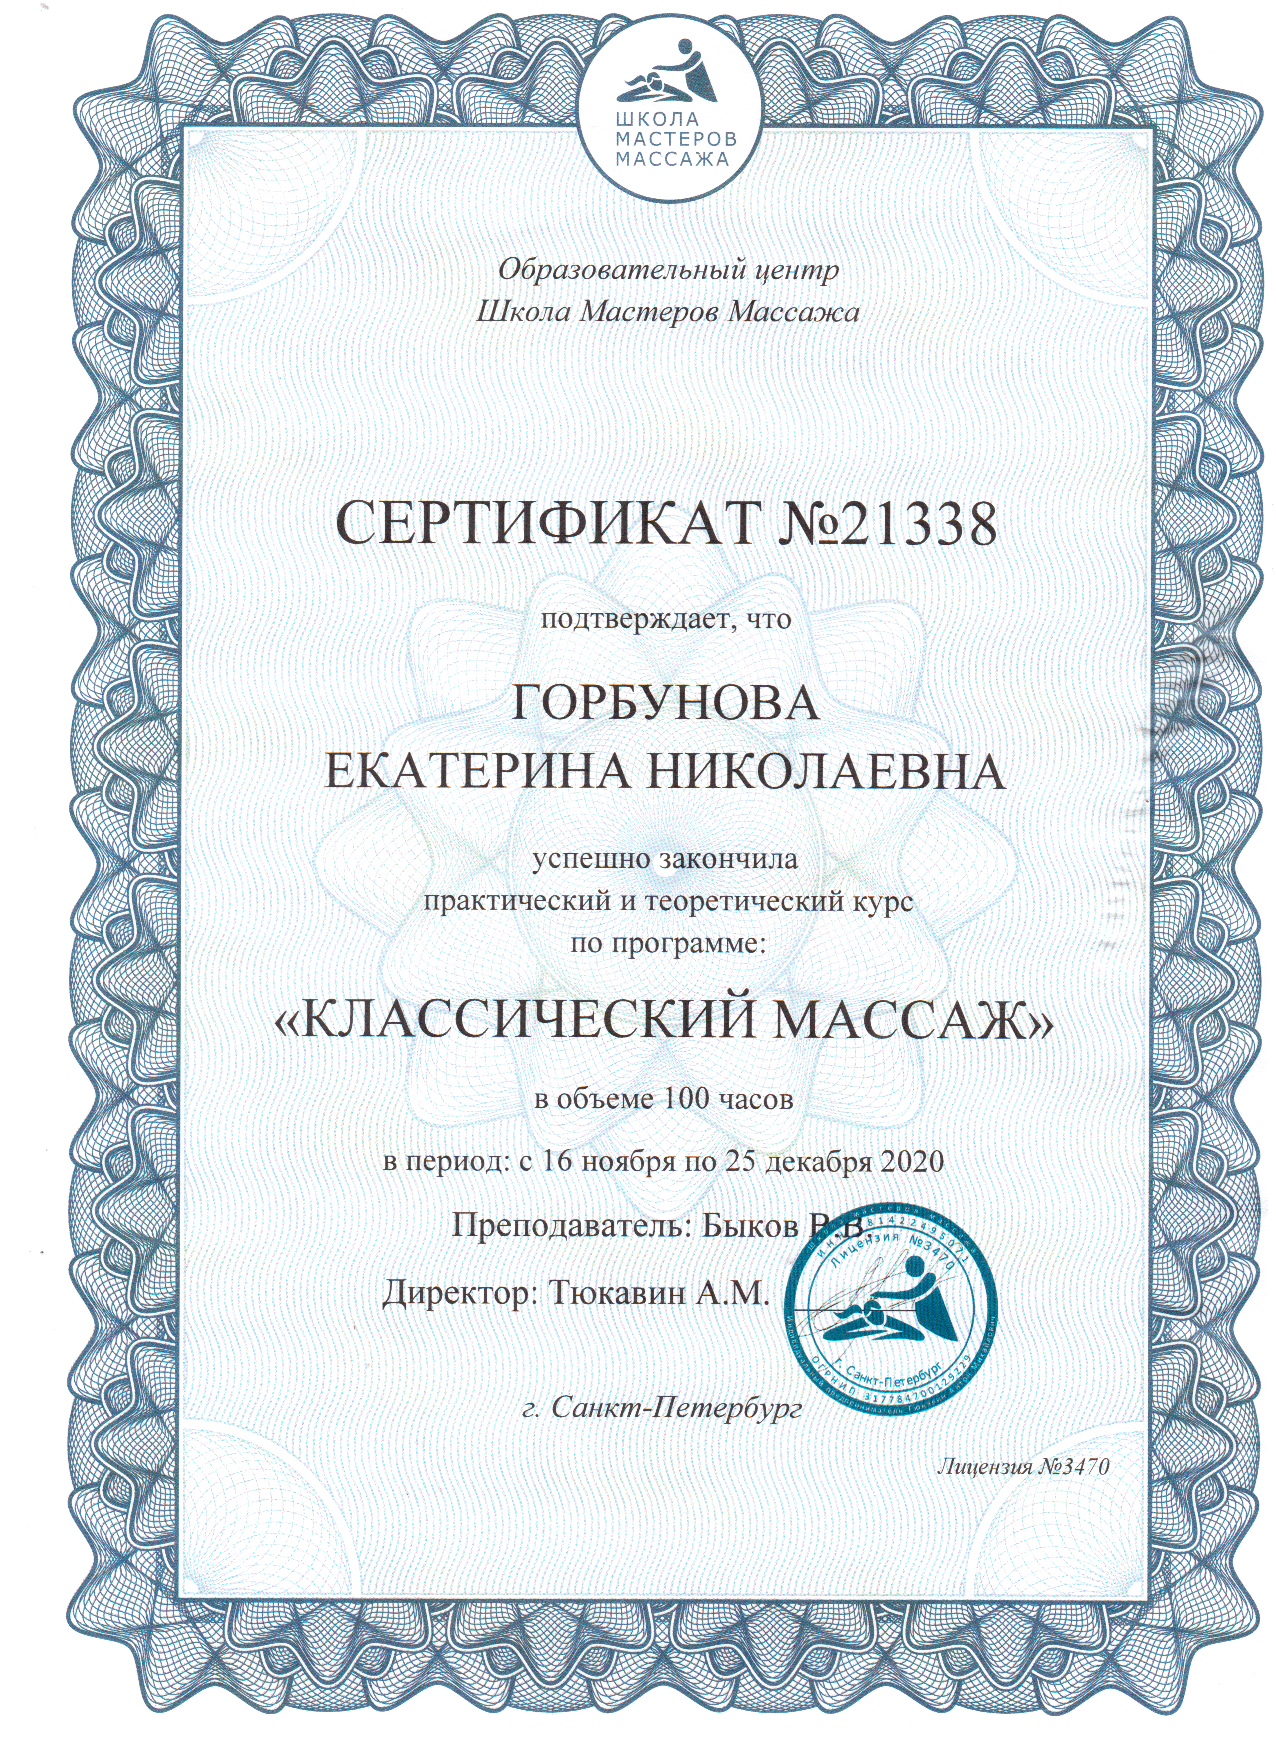 ШКОЛА
МАСТЕРОВ
МАССАЖА
Образовательный центр
Школа Мастеров Массажа
СЕРТИФИКАТ №21338
подтверждает, что
ГОРБУНОВА
ЕКАТЕРИНА НИКОЛАЕВНА
успешно закончила
практический и теоретический курс
по программе:
«КЛАССИЧЕСКИЙ МАССАЖ»
в объеме 100 часов
в период: с 16 ноября по 25 декабря 2020
Преподаватель: Быков В.В.
Директор: Тюкавин А.М.
Лицензия №3470
г. Санкт-Петербург
ОГРНИП 317784700129729
г. Санкт-Петербург
Лицензия №3470